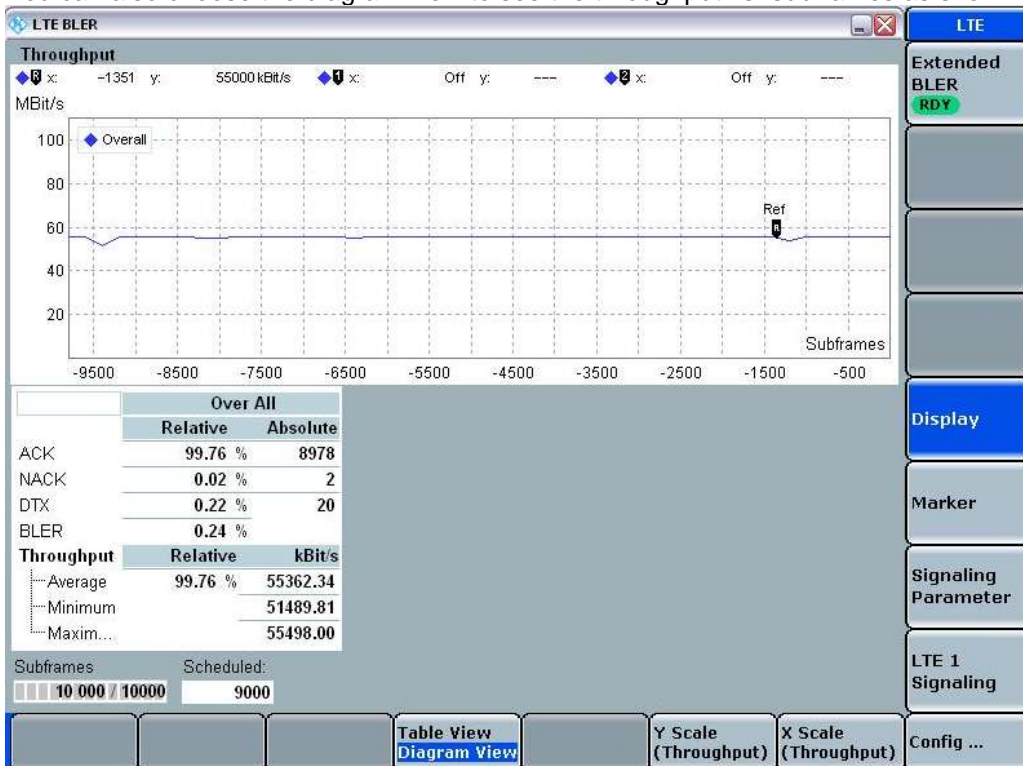 LTE BLER
LTE
Throughput
R x: -1351 y: 55000 kBit/s 1 x: Off y: --- 2 x: Off y: ---
MBit/s
Overall
100
80
60
40
20
Ref
R
Subframes
-9500 -8500 -7500 -6500 -5500 -4500 -3500 -2500 -1500 -500
Over All
Relative Absolute
ACK 99.76 % 8978
NACK 0.02 % 2
DTX 0.22 % 20
BLER 0.24 %
Throughput Relative kBit/s
Average 99.76 % 55362.34
Minimum 51489.81
Maxim... 55498.00
Subframes Scheduled:
10 000 / 10000 9000
Extended
BLER
RDY
Display
Marker
Signaling
Parameter
LTE 1
Signaling
Table View
Diagram View
Y Scale
(Throughput)
X Scale
(Throughput)
Config ...